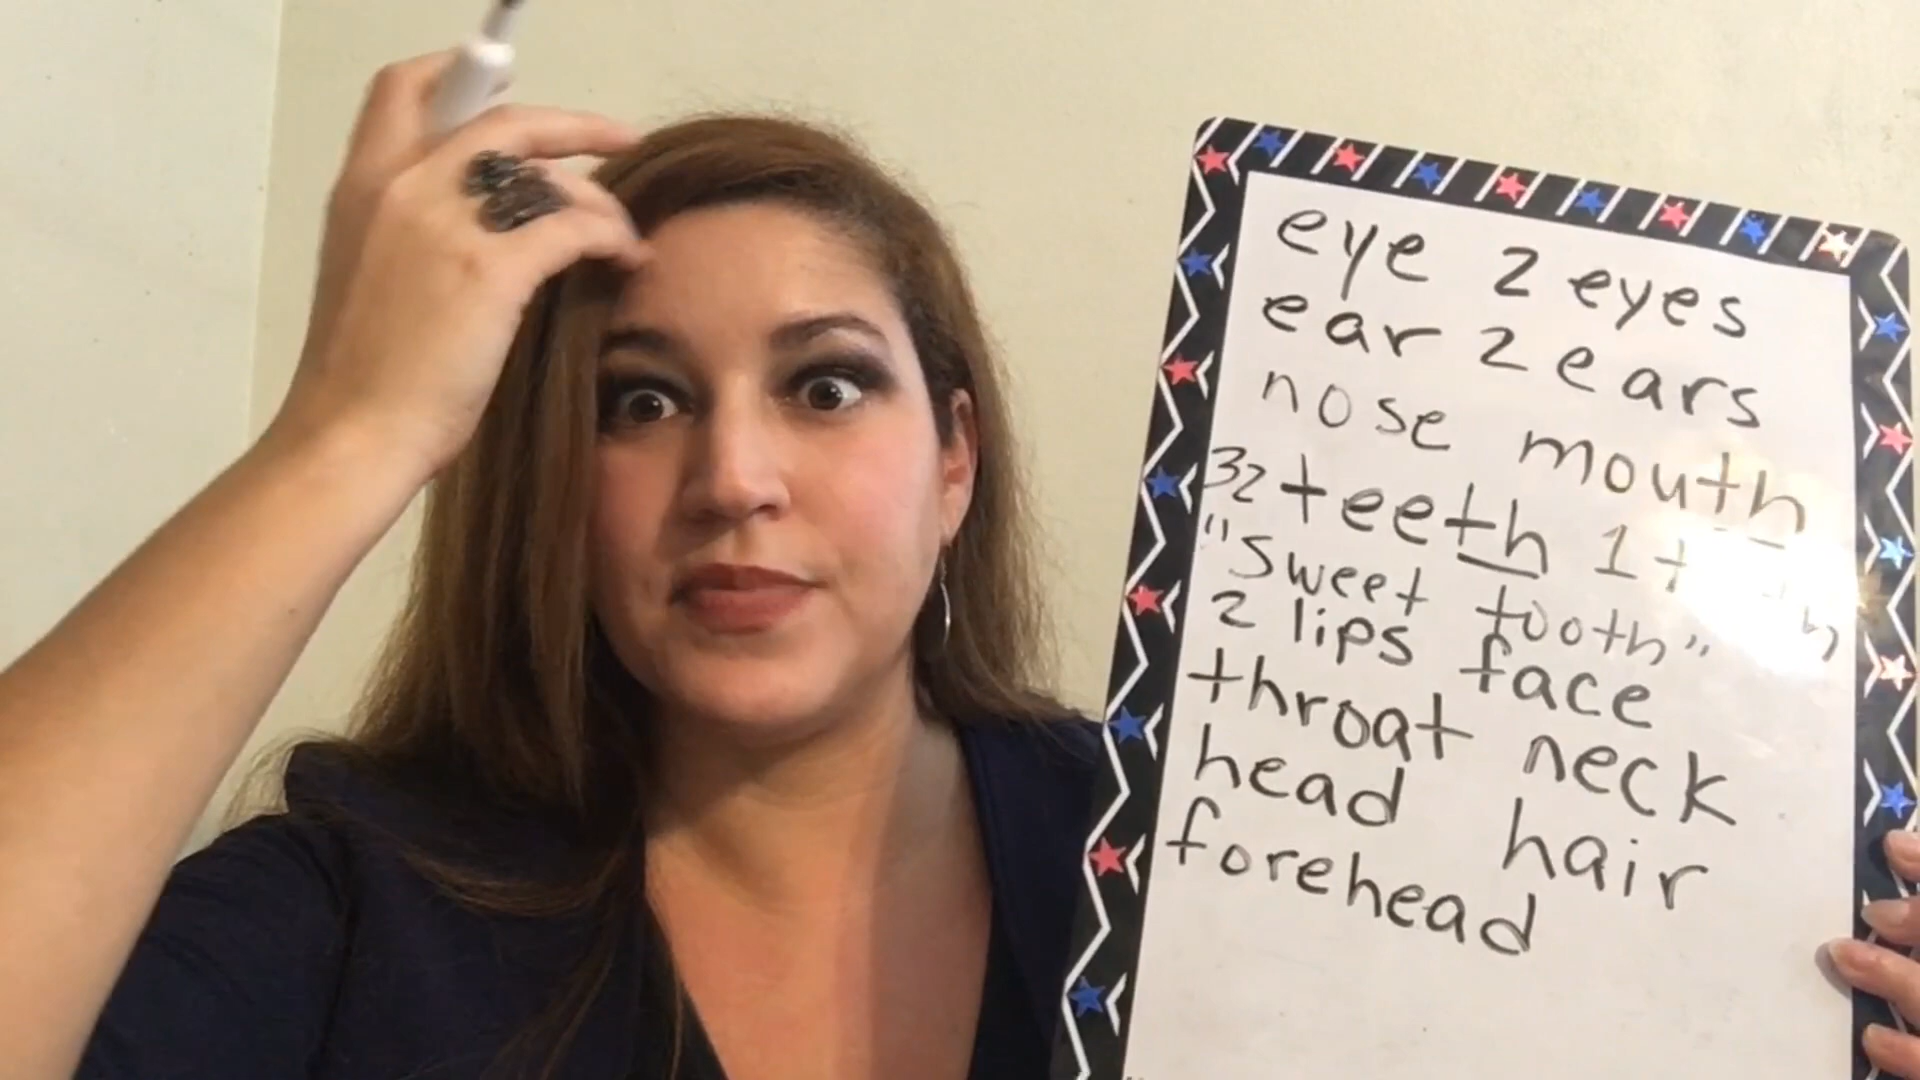 eye 2 eyes
ear 2 ears
nose mouth
32 teeth 1
"sweet tooth"
2 lips face
throat neck
head hair
forehead